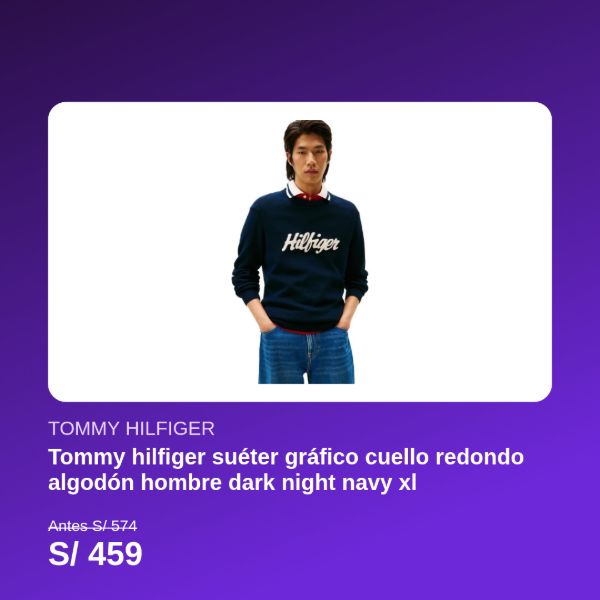 Hilfiger
TOMMY HILFIGER
Tommy hilfiger suéter gráfico cuello redondo
algodón hombre dark night navy xl
Antes S/ 574
S/ 459